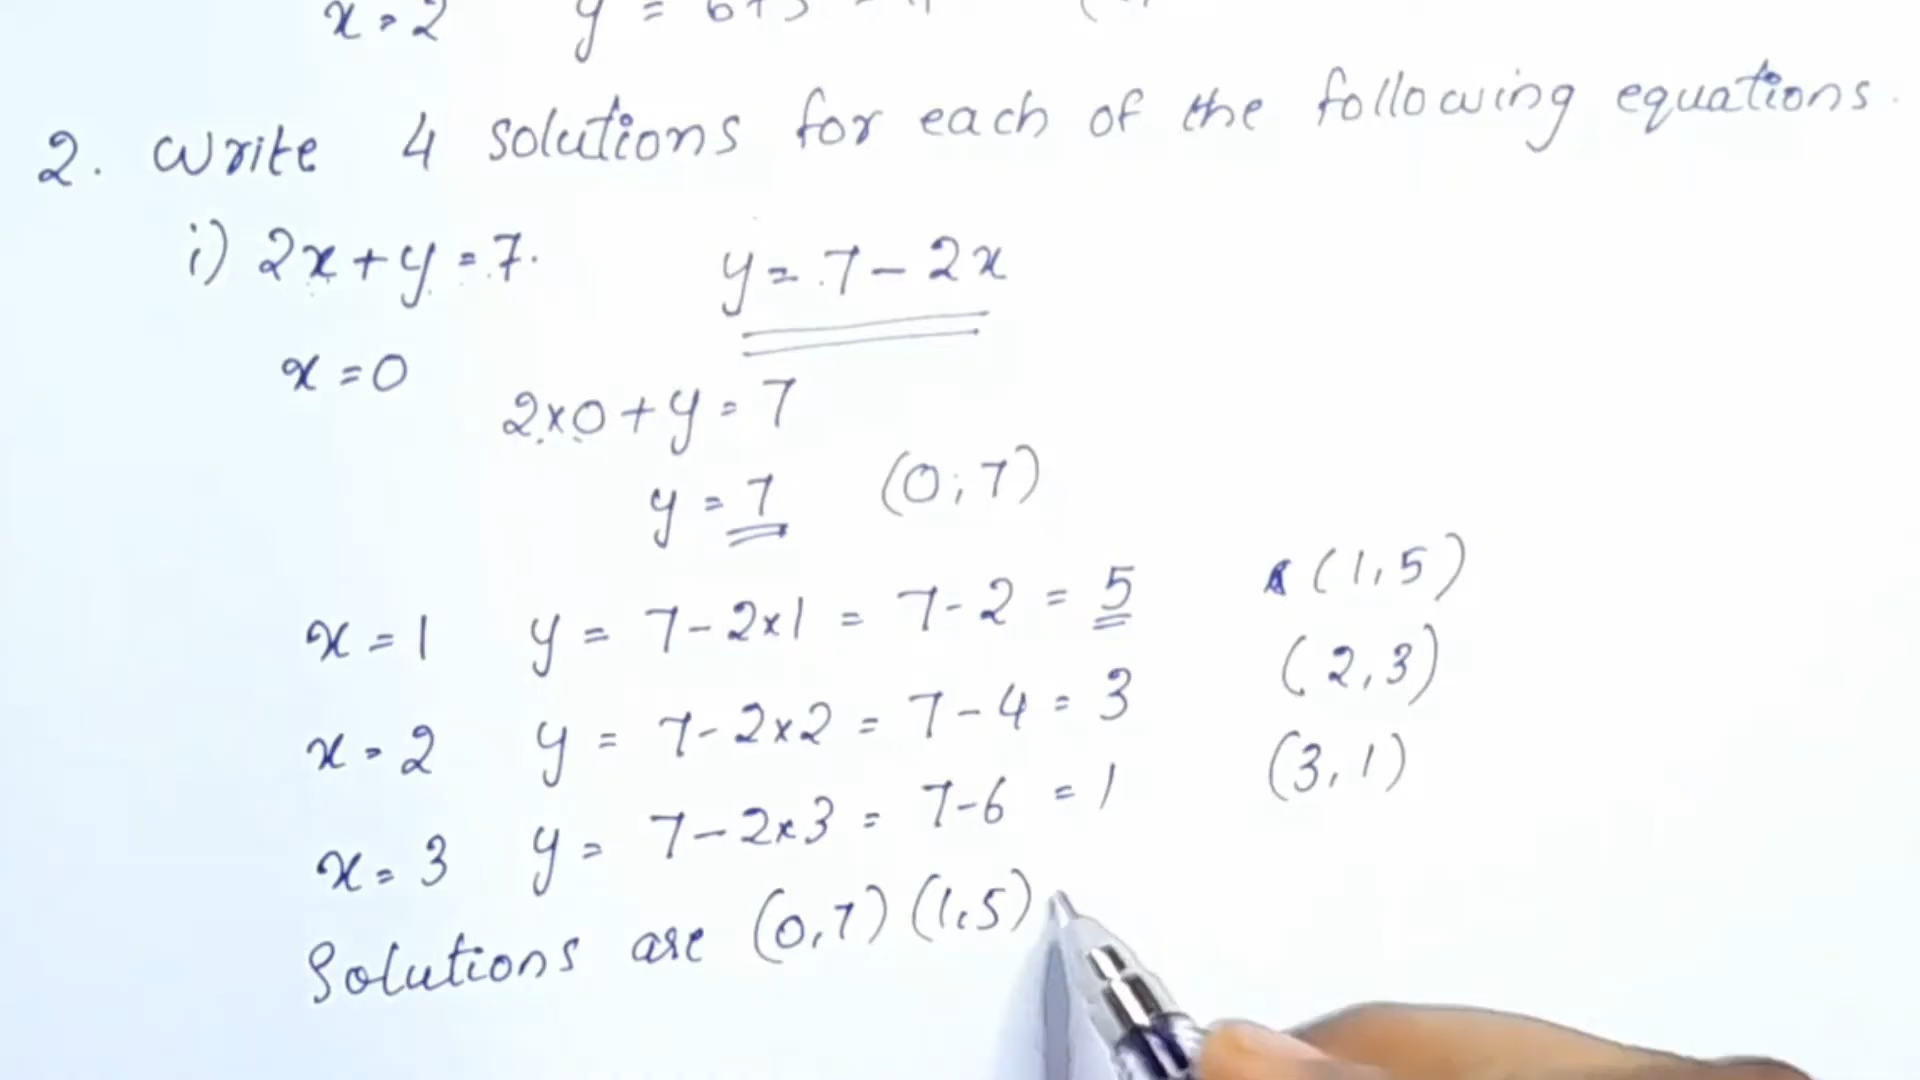 x = 2 y =
2. Write 4 solutions for each of the following equations.
i) 2x + y = 7. y = 7 - 2x
x = 0
2×0 + y = 7
y = 7 (0, 7)
x = 1 y = 7 - 2×1 = 7 - 2 = 5 (1, 5)
x = 2 y = 7 - 2×2 = 7 - 4 = 3 (2, 3)
x = 3 y = 7 - 2×3 = 7 - 6 = 1 (3, 1)
Solutions are (0, 7) (1, 5)